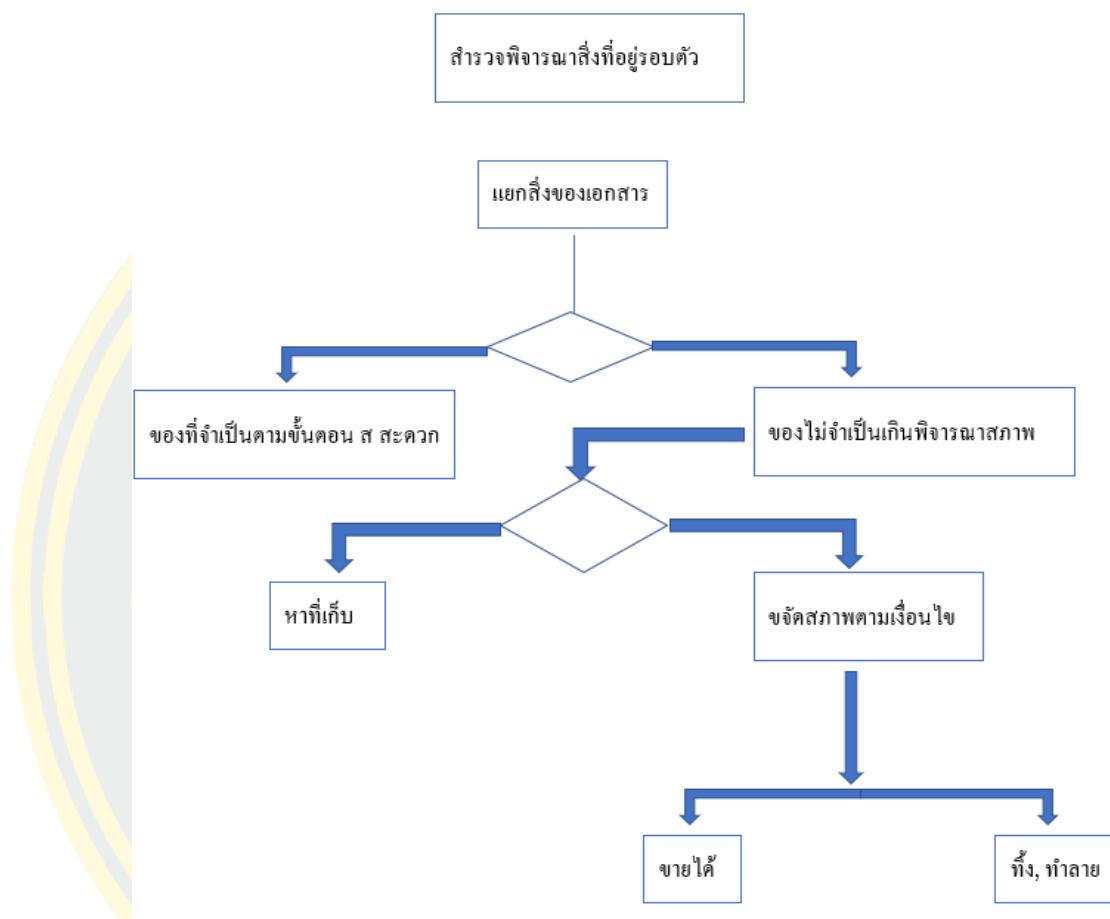 สำรวจพิจารณาสิ่งที่อยู่รอบตัว
แยกสิ่งของเอกสาร
ของที่จำเป็นตามขั้นตอน ส สะดวก
ของไม่จำเป็นเกินพิจารณาสภาพ
หาที่เก็บ
ขจัดสภาพตามเงื่อนไข
ขายได้
ทิ้ง, ทำลาย